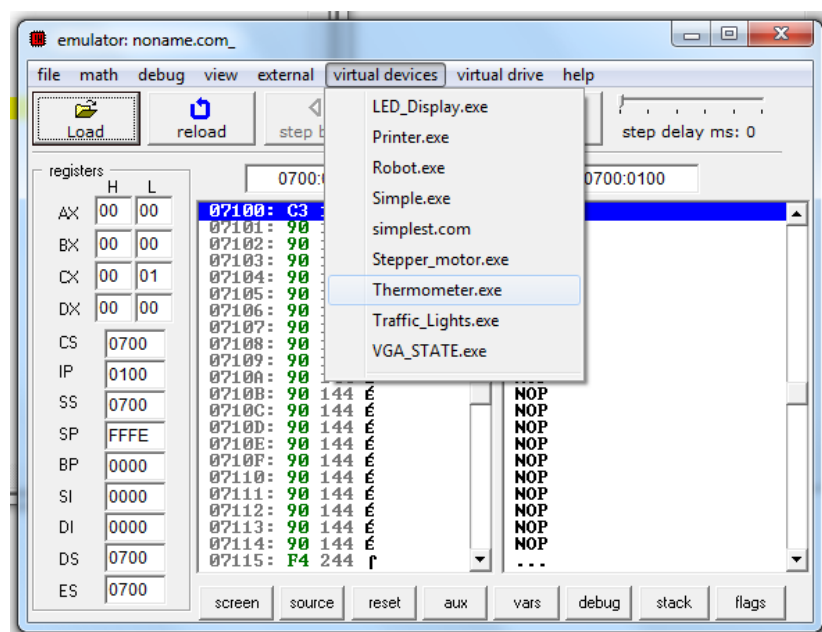 emulator: noname.com_
file math debug view external virtual devices virtual drive help
Load reload step step delay ms: 0
LED_Display.exe
Printer.exe
Robot.exe
Simple.exe
simplest.com
Stepper_motor.exe
Thermometer.exe
Traffic_Lights.exe
VGA_STATE.exe
registers
H L
AX 00 00
BX 00 00
CX 00 01
DX 00 00
CS 0700
IP 0100
SS 0700
SP FFFE
BP 0000
SI 0000
DI 0000
DS 0700
ES 0700
0700: 0700:0100
07100: C3
07101: 90
07102: 90
07103: 90
07104: 90
07105: 90
07106: 90
07107: 90
07108: 90
07109: 90
0710A: 90
0710B: 90 144 É NOP
0710C: 90 144 É NOP
0710D: 90 144 É NOP
0710E: 90 144 É NOP
0710F: 90 144 É NOP
07110: 90 144 É NOP
07111: 90 144 É NOP
07112: 90 144 É NOP
07113: 90 144 É NOP
07114: 90 144 É NOP
07115: F4 244 ⌠ ...
screen source reset aux vars debug stack flags